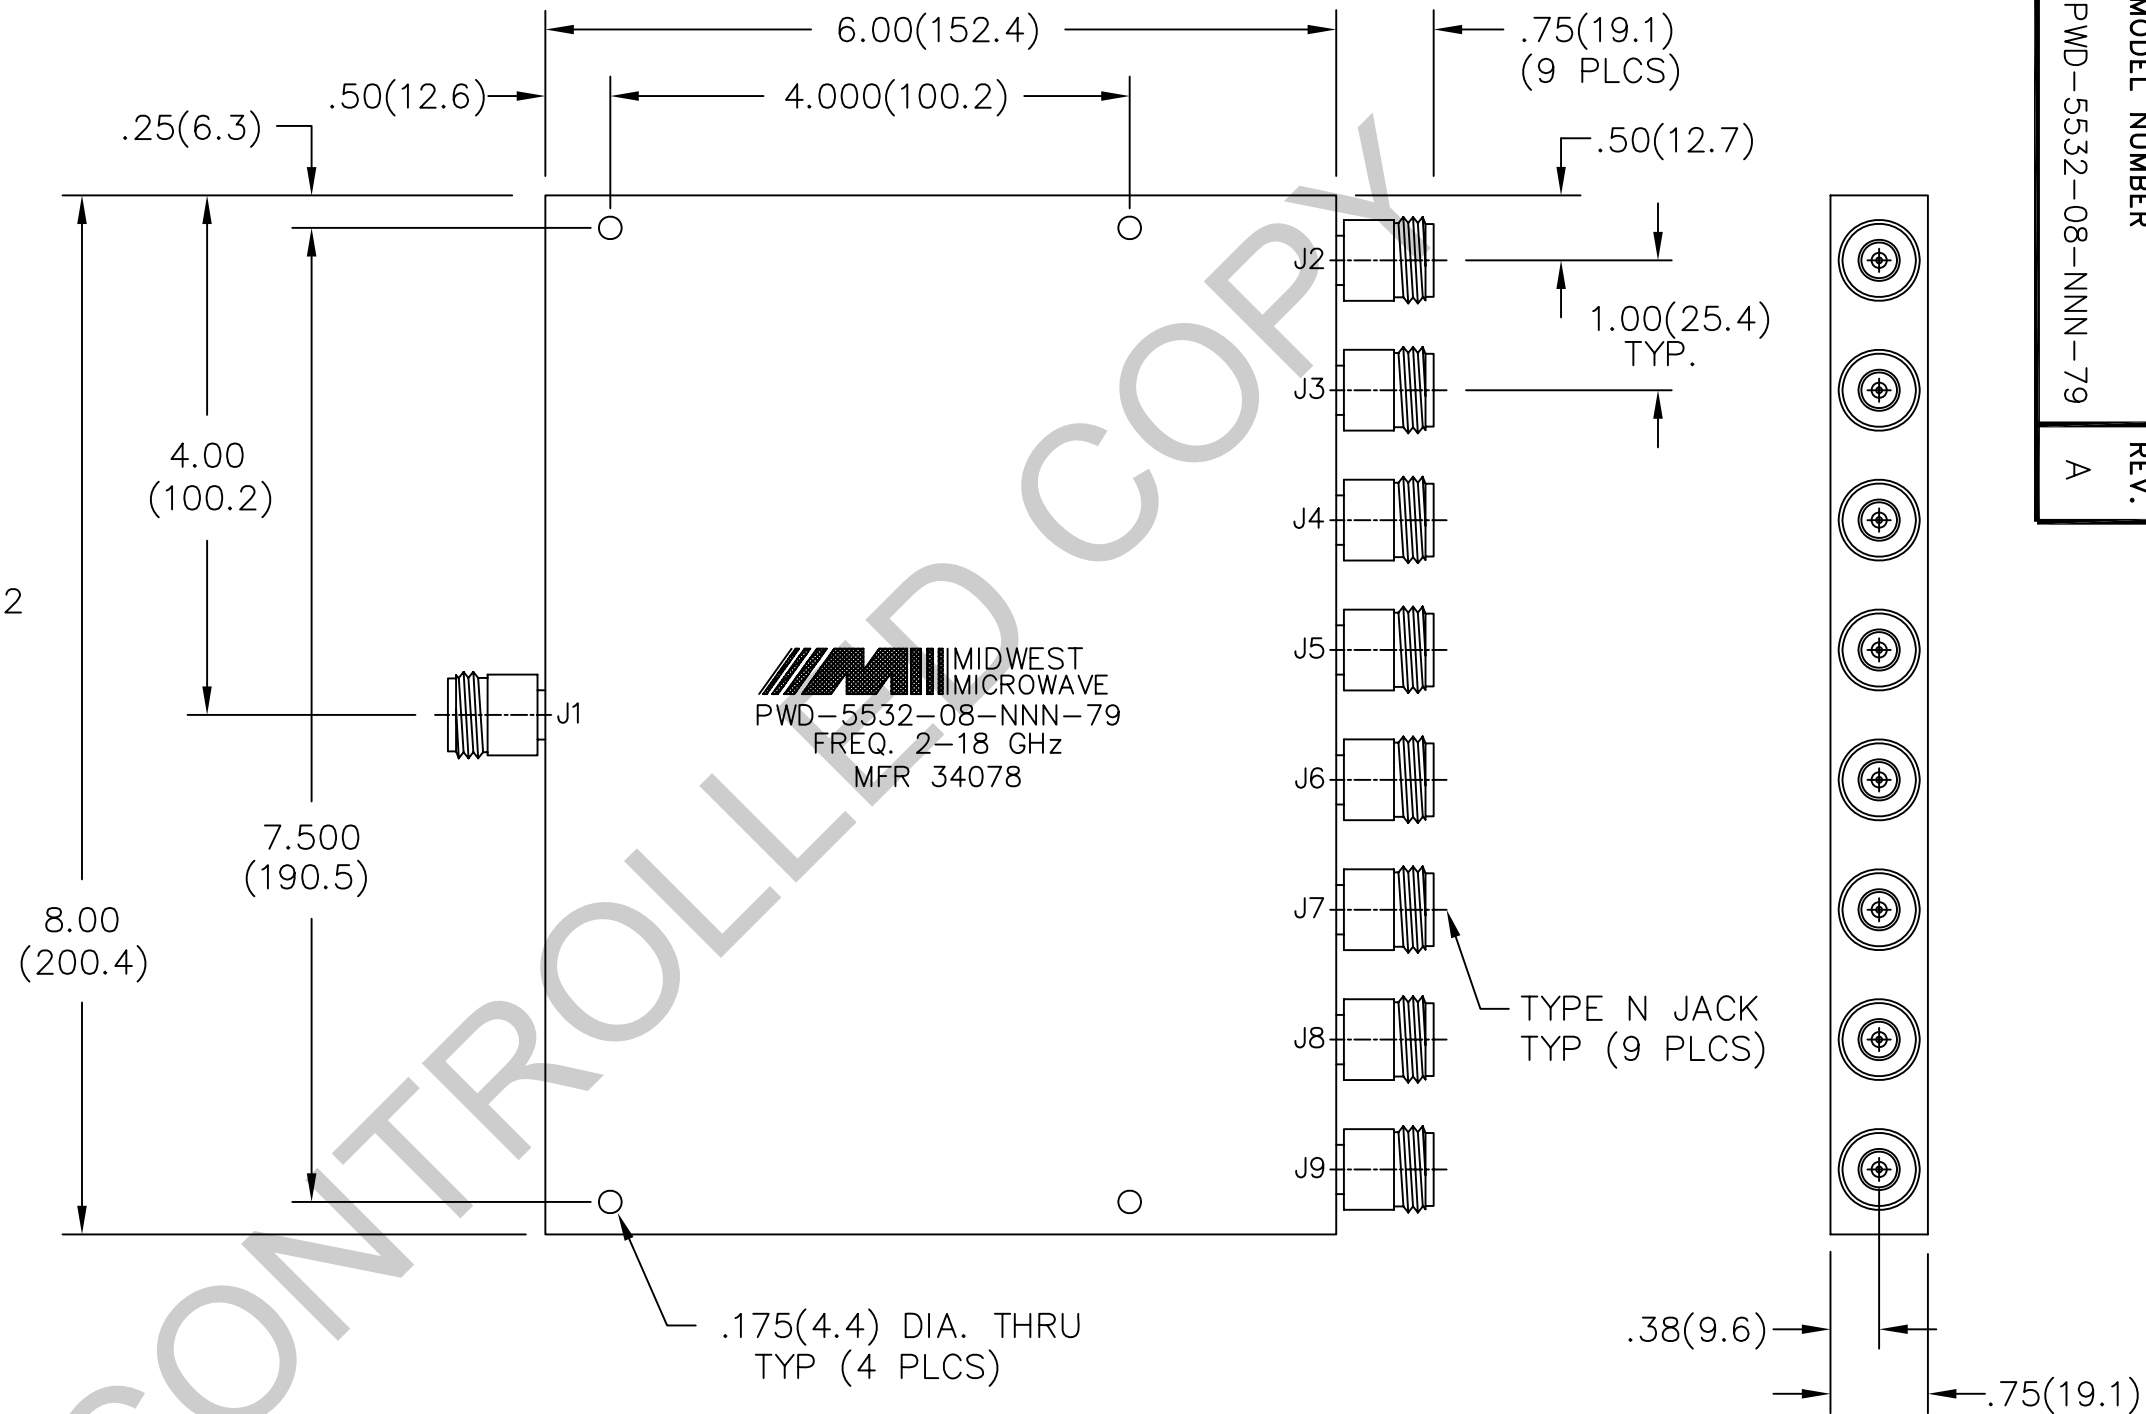 6.00(152.4)
.75(19.1)
(9 PLCS)
.50(12.6)
4.000(100.2)
.25(6.3)
.50(12.7)
MODEL NUMBER
PWD-5532-08-NNN-79
REV.
A
J2
1.00(25.4)
TYP.
J3
4.00
(100.2)
J4
2
J5
MIDWEST
MICROWAVE
PWD-5532-08-NNN-79
FREQ. 2-18 GHz
MFR 34078
J1
J6
7.500
(190.5)
8.00
(200.4)
J7
TYPE N JACK
TYP (9 PLCS)
J8
J9
.175(4.4) DIA. THRU
TYP (4 PLCS)
.38(9.6)
.75(19.1)
CONTROLLED COPY